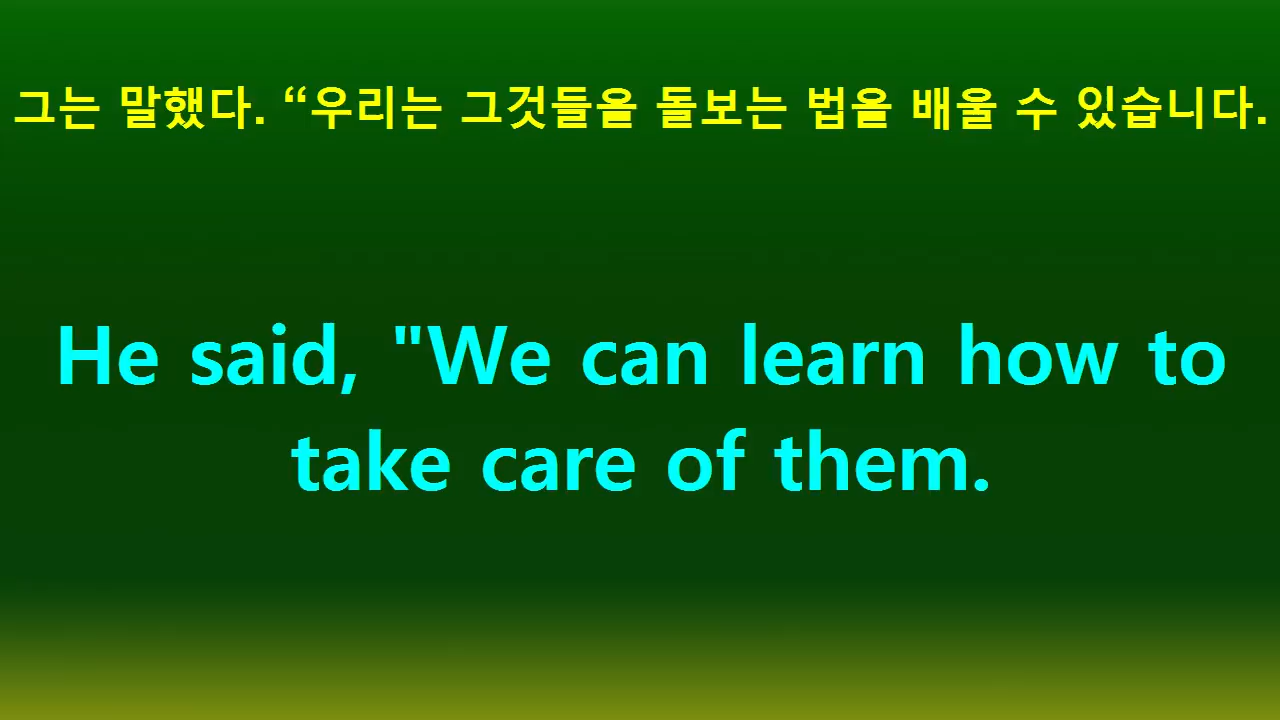 그는 말했다. “우리는 그것들을 돌보는 법을 배울 수 있습니다.
He said, "We can learn how to
take care of them.